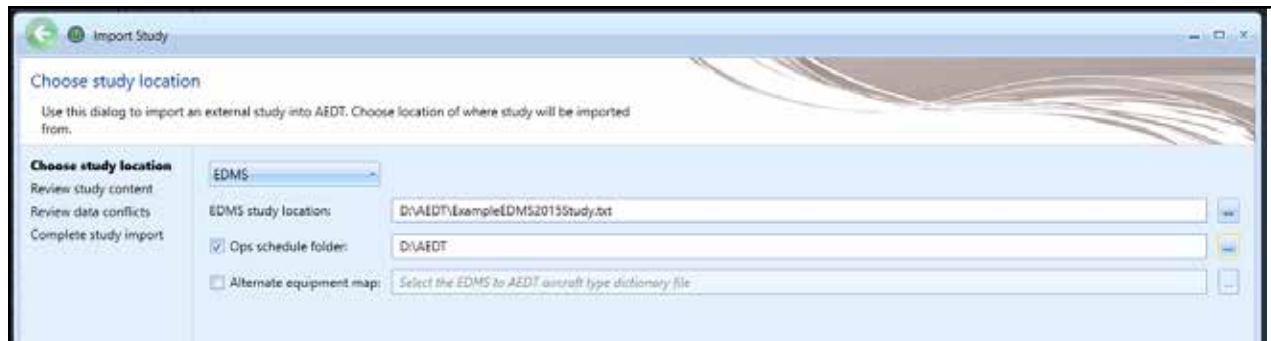 Import Study
Choose study location
Use this dialog to import an external study into AEDT. Choose location of where study will be imported
from.
Choose study location
Review study content
Review data conflicts
Complete study import
EDMS
EDMS study location:
D:\AEDT\ExampleEDMS2015Study.txt
...
Ops schedule folder:
D:\AEDT
...
Alternate equipment map:
Select the EDMS to AEDT aircraft type dictionary file
...